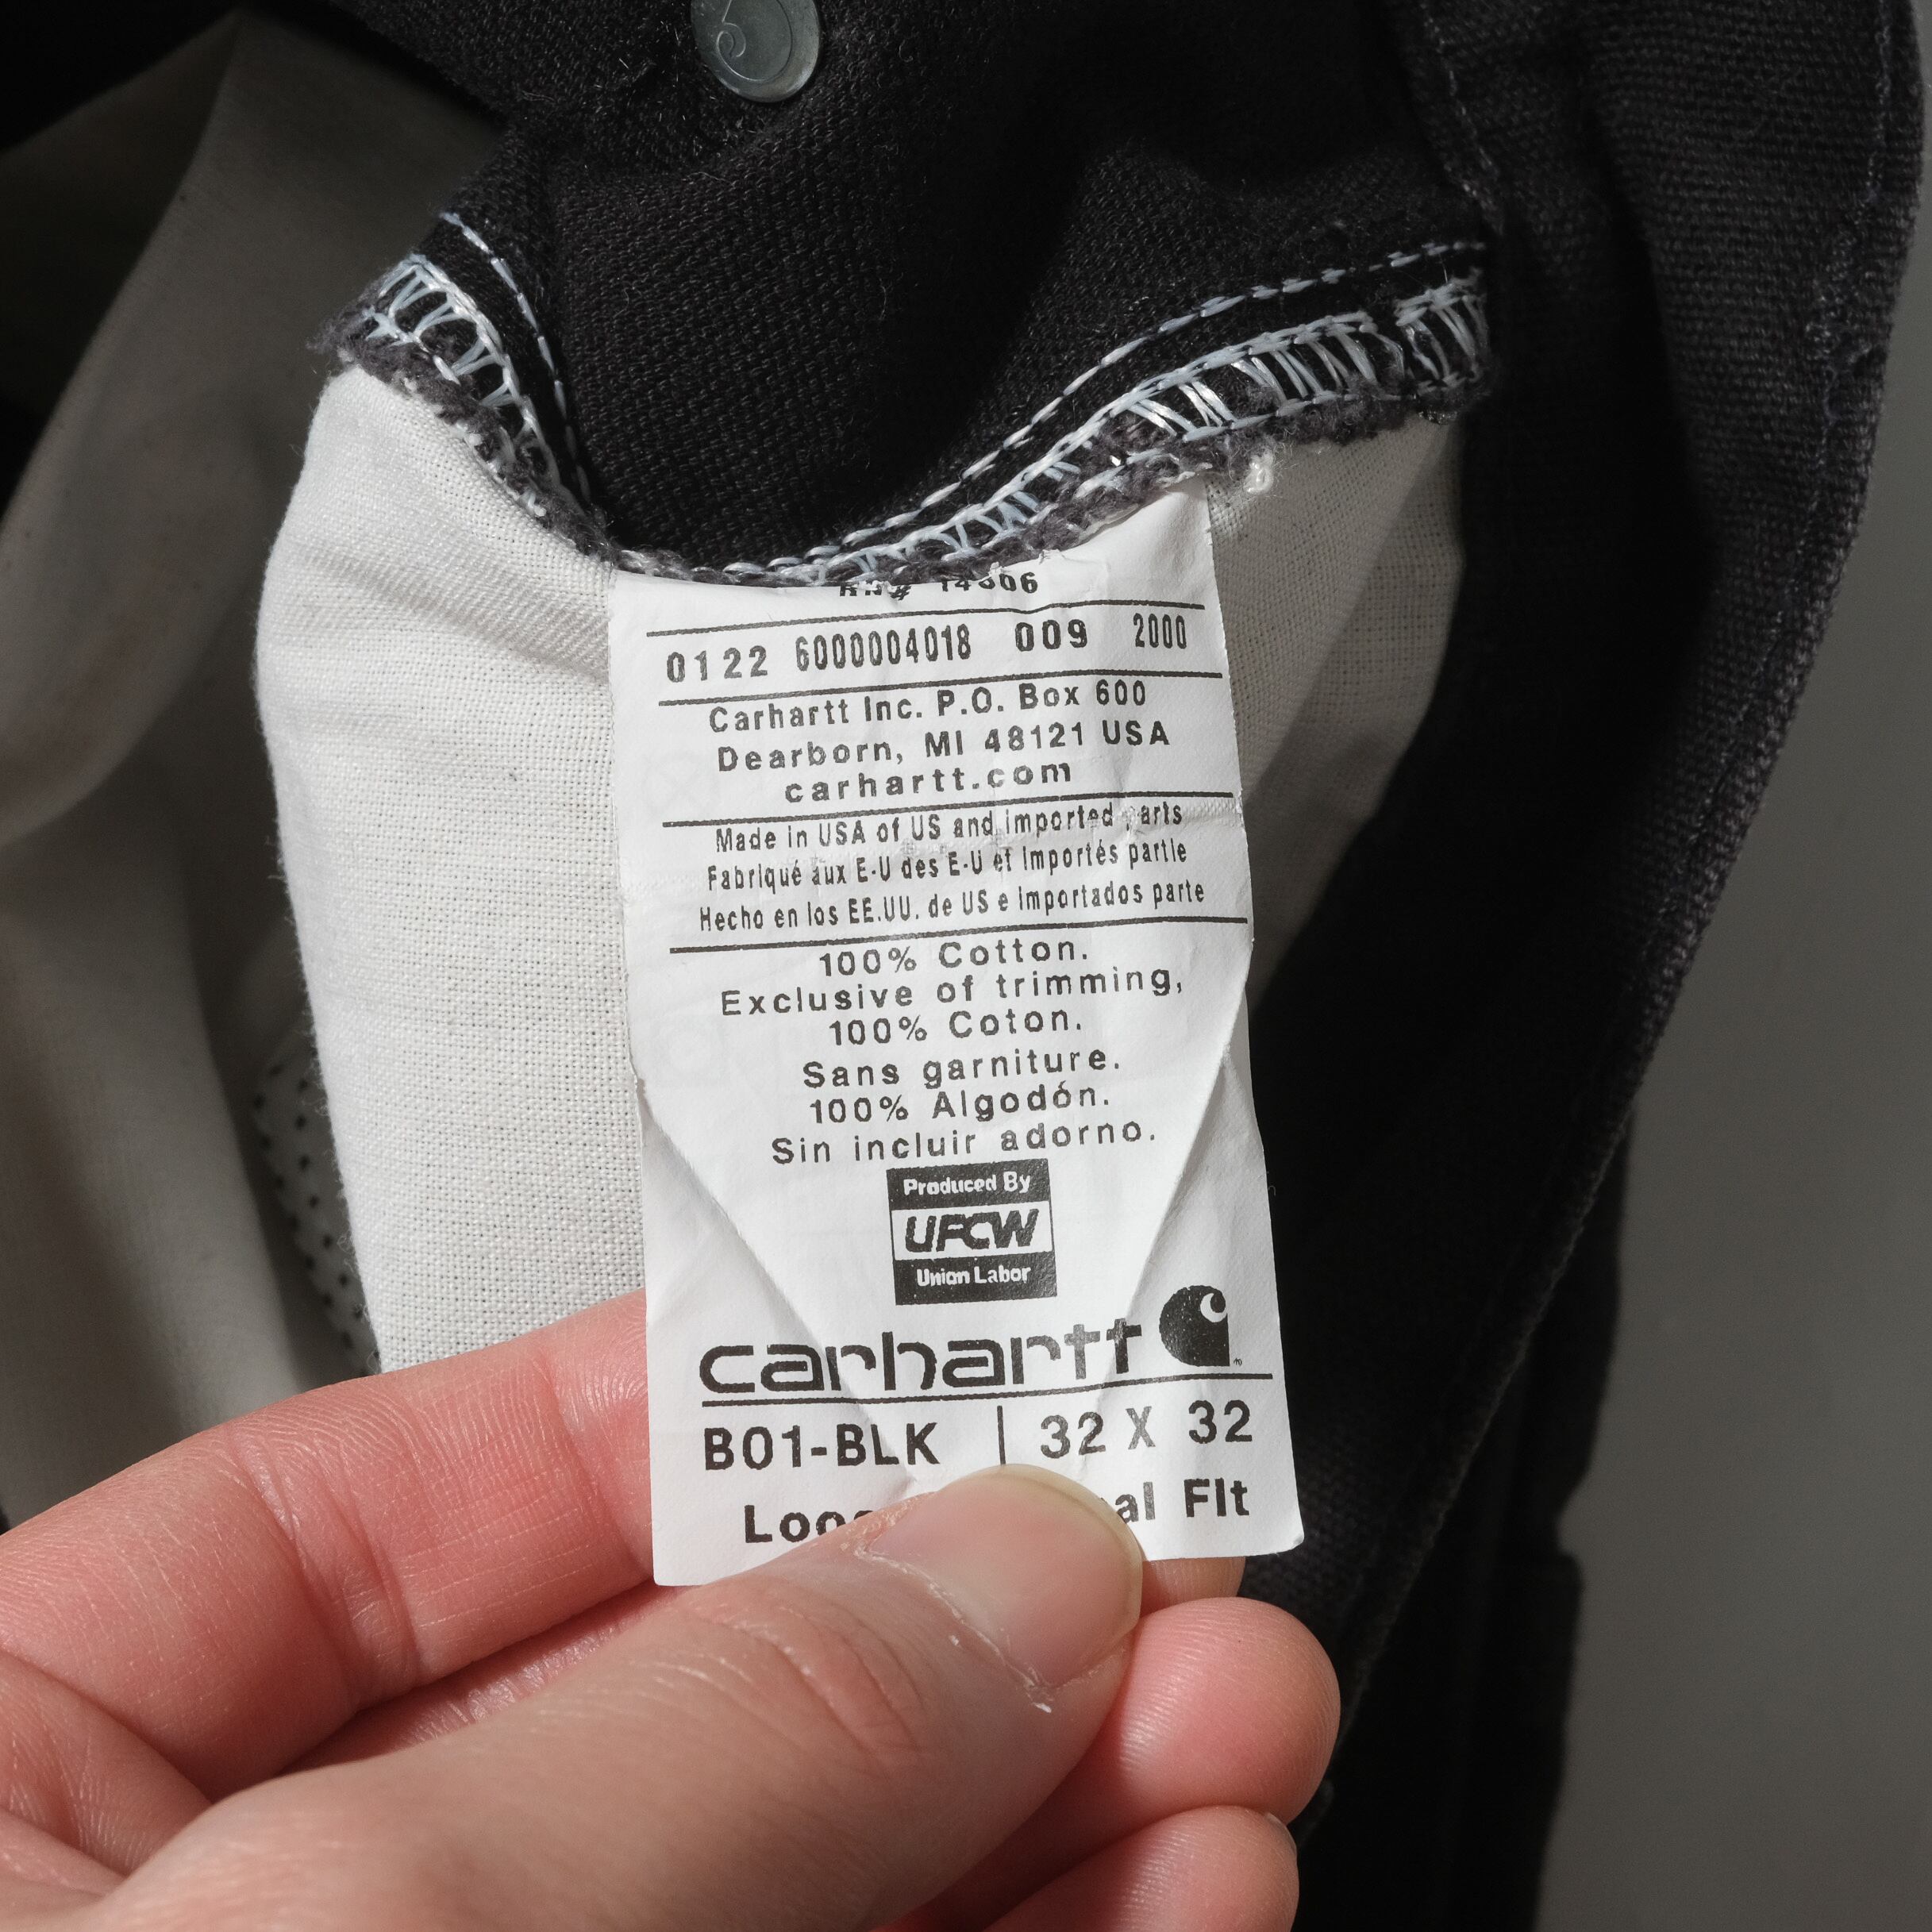 14806
0122 6000004018 009 2000
Carhartt Inc. P.O. Box 600
Dearborn, MI 48121 USA
carhartt.com
Made in USA of US and imported arts
Fabriqué aux E-U des E-U et importés partie
Hecho en los EE.UU. de US e importados parte
100% Cotton.
Exclusive of trimming,
100% Coton.
Sans garniture.
100% Algodón.
Sin incluir adorno.
Produced By
UFCW
Union Labor
carhartt
B01-BLK | 32 X 32
Fit